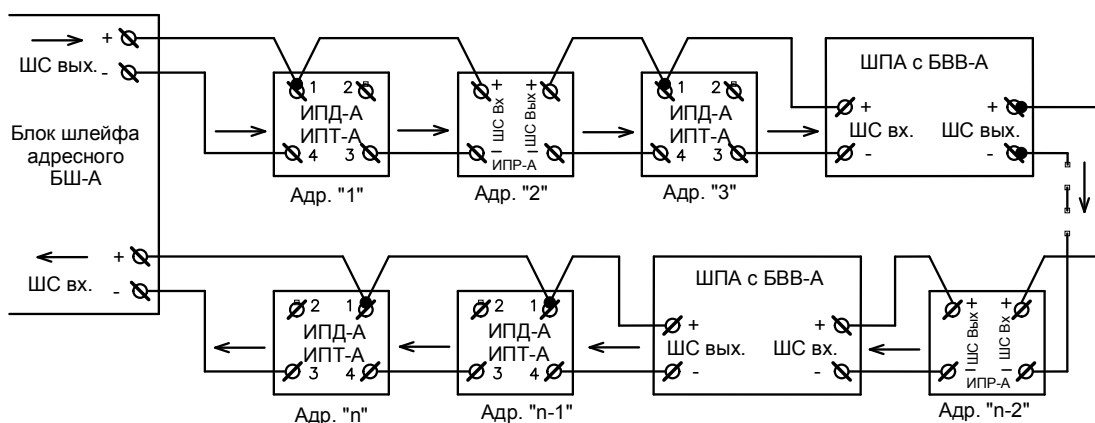 +
ШС вых.
-
Блок шлейфа
адресного
БШ-А
+
ШС вх.
-
1 2
ИПД-А
ИПТ-А
4 3
Адр. "1"
+ +
ШС Вх ШС Вых
– –
ИПР-А
Адр. "2"
1 2
ИПД-А
ИПТ-А
4 3
Адр. "3"
ШПА с БВВ-А
+ +
ШС вх. ШС вых.
- -
2 1
ИПД-А
ИПТ-А
3 4
Адр. "n"
2 1
ИПД-А
ИПТ-А
3 4
Адр. "n-1"
ШПА с БВВ-А
+ +
ШС вых. ШС вх.
- -
+ +
ШС Вых ШС Вх
– –
ИПР-А
Адр. "n-2"